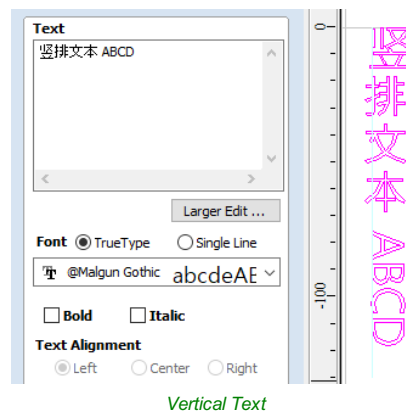 Text
竖排文本 ABCD
Larger Edit ...
Font TrueType Single Line
@Malgun Gothic abcdeAE
Bold Italic
Text Alignment
Left Center Right
0
-100
竖排文本 ABCD
Vertical Text